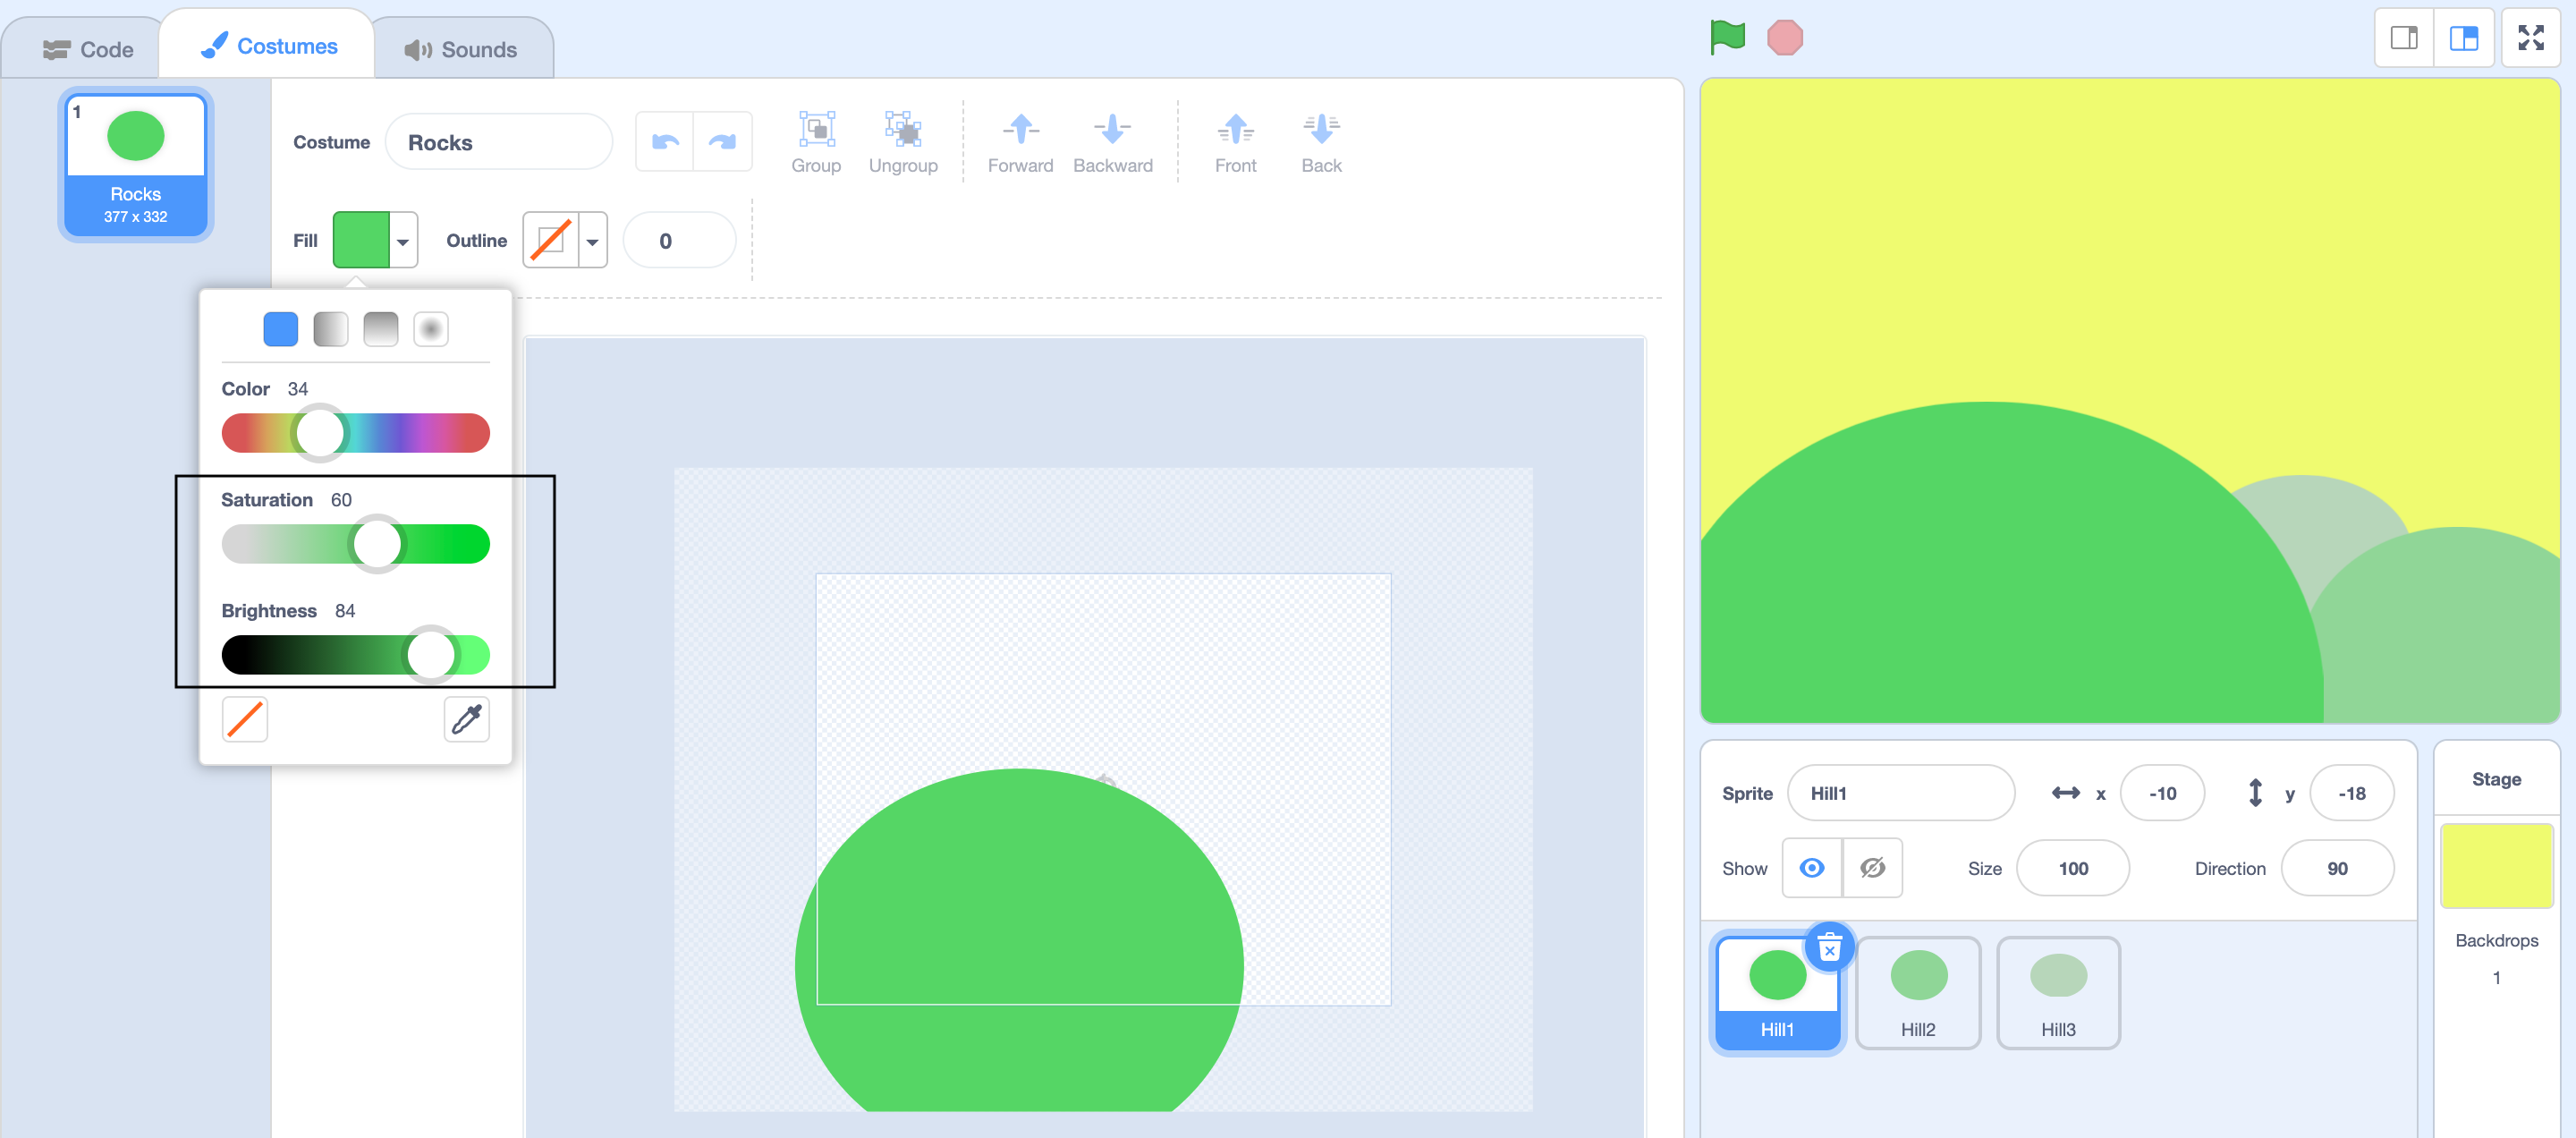 Code
Costumes
Sounds
1
Rocks
377 x 332
Costume
Rocks
Group
Ungroup
Forward
Backward
Front
Back
Fill
Outline
0
Color 34
Saturation 60
Brightness 84
Sprite
Hill1
x
-10
y
-18
Show
Size
100
Direction
90
Hill1
Hill2
Hill3
Stage
Backdrops
1